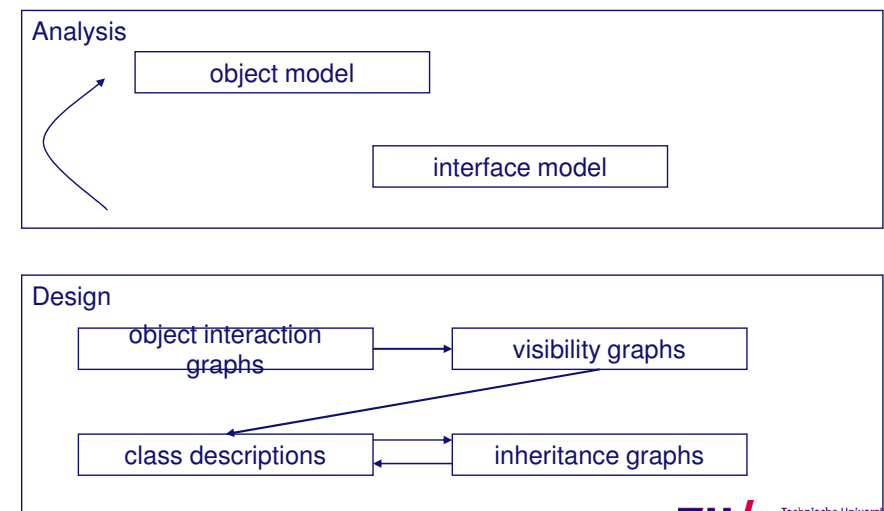 Analysis
object model
interface model
Design
object interaction
graphs
visibility graphs
class descriptions
inheritance graphs